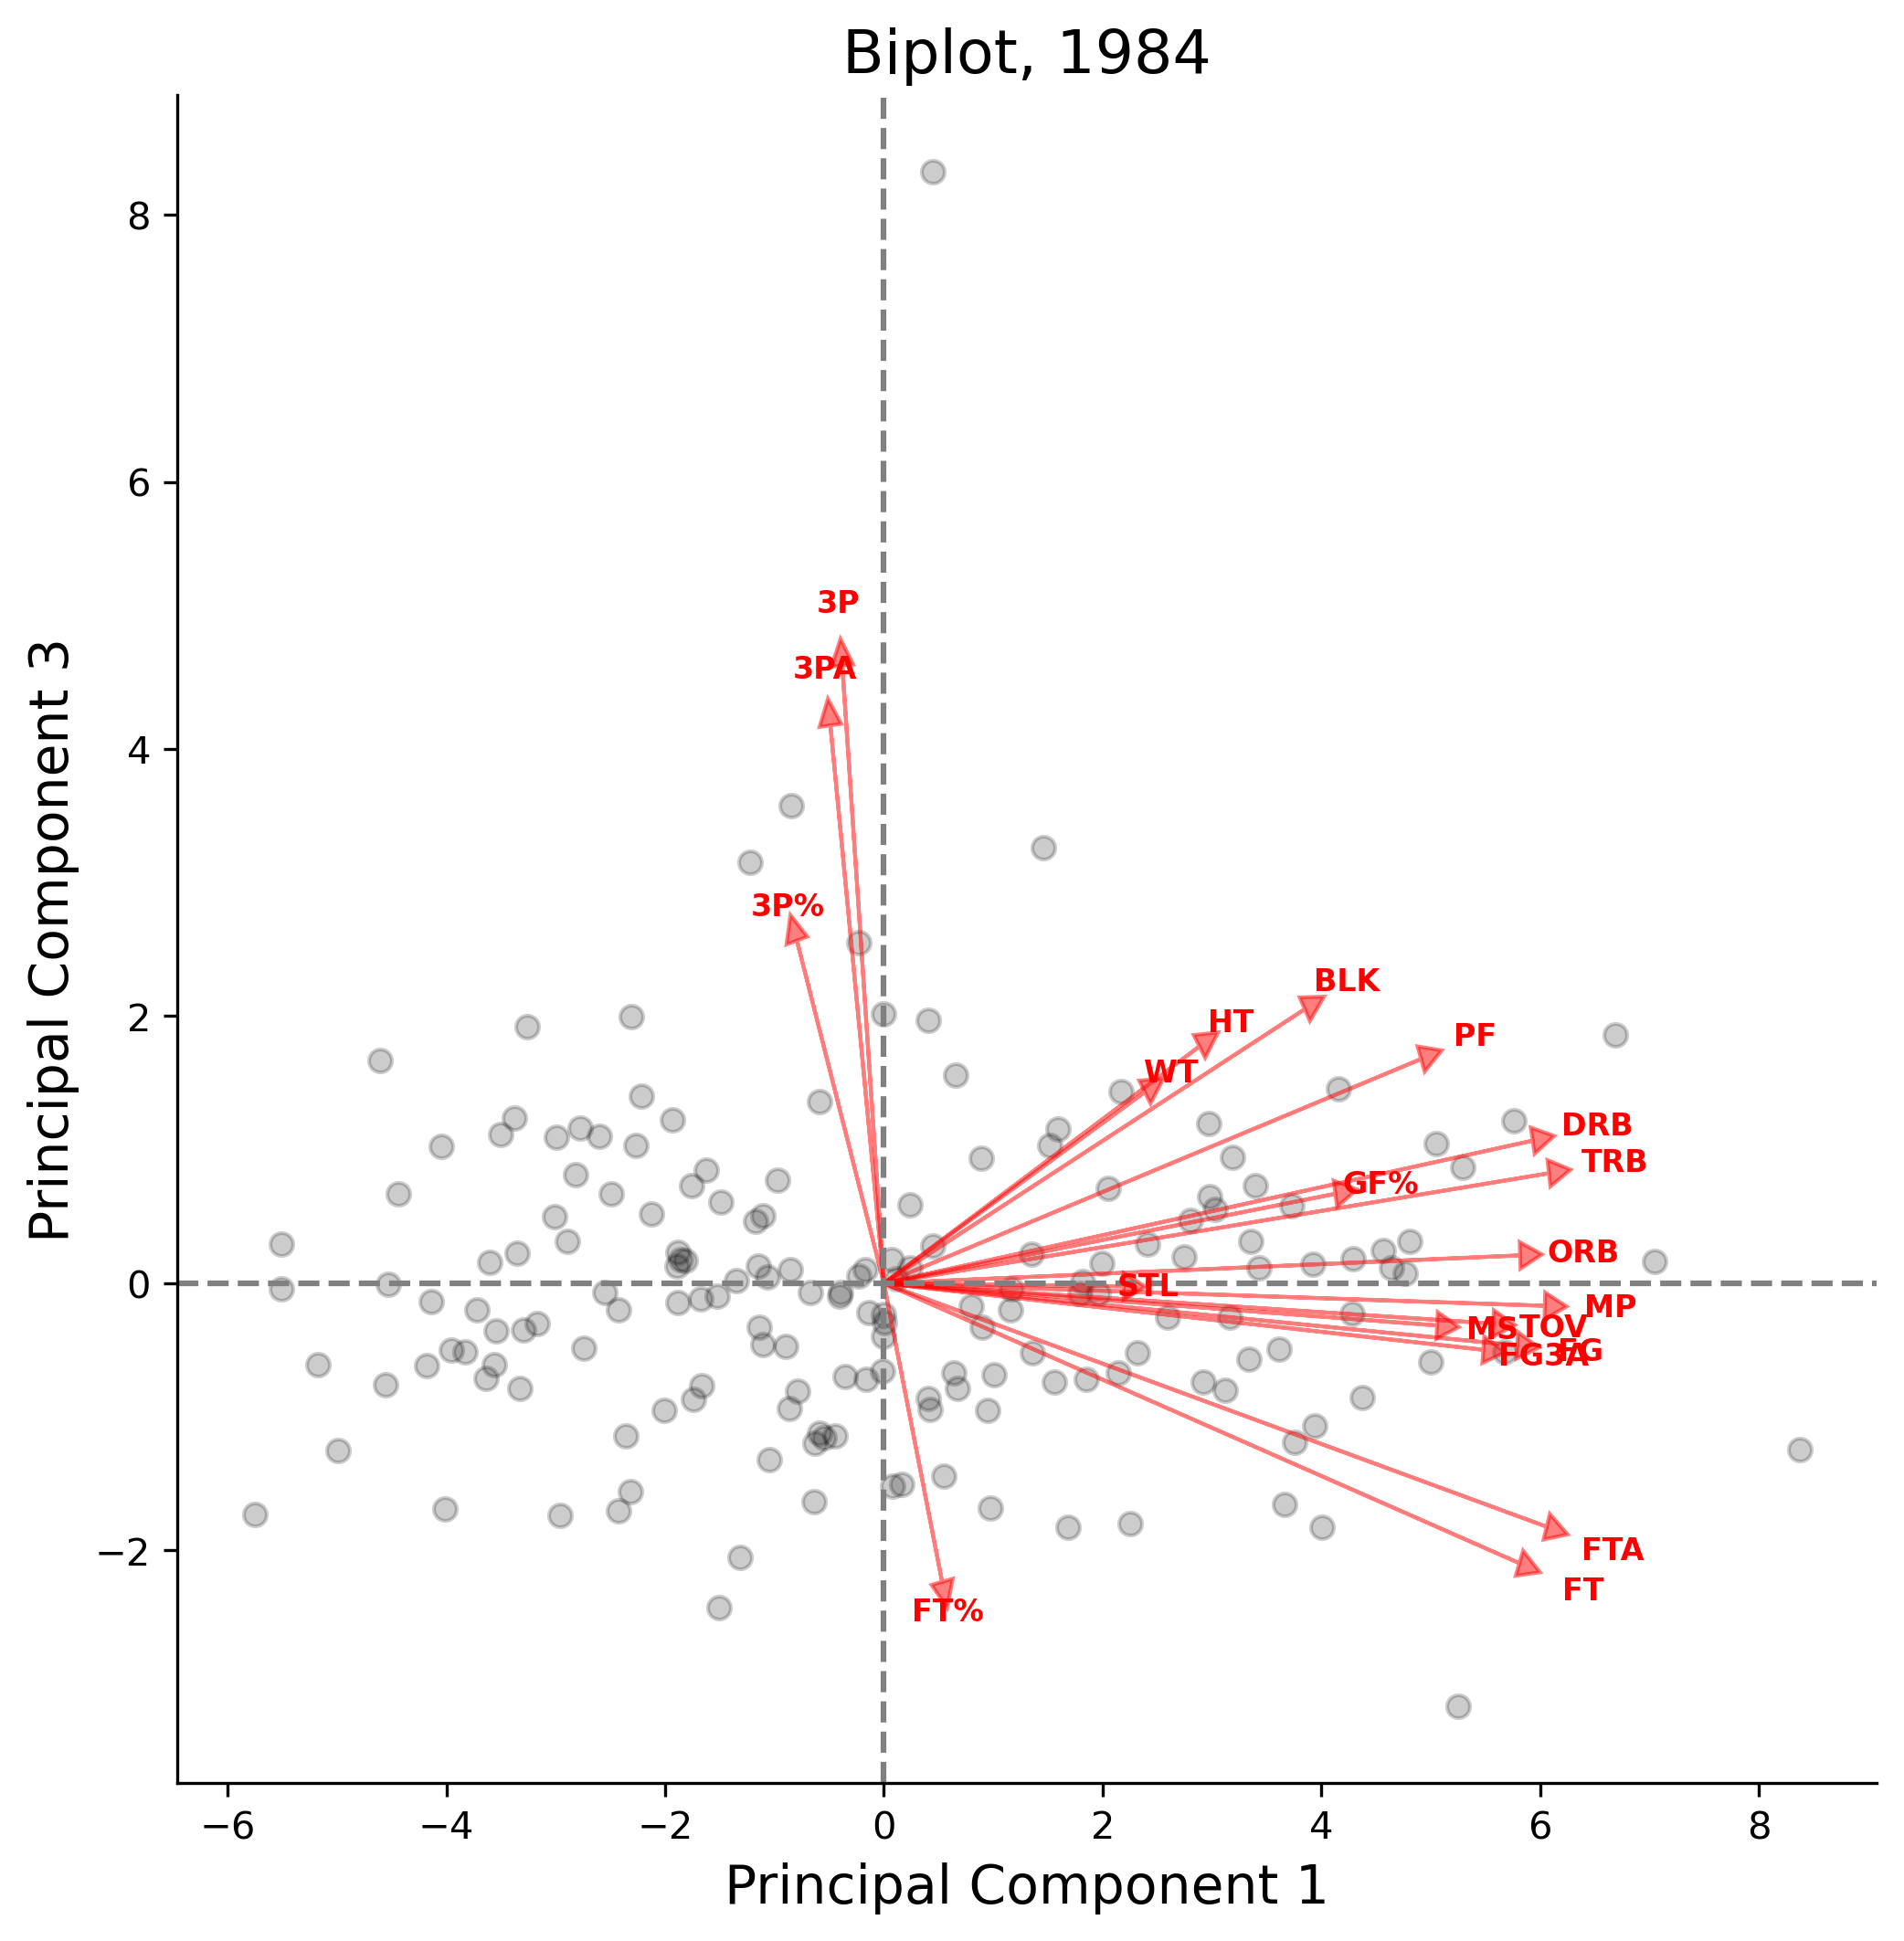 Biplot, 1984
Principal Component 3
8
6
4
2
0
−2
3P
3PA
3P%
BLK
HT
PF
WT
DRB
TRB
GF%
ORB
STL
MP
MS
TOV
FG
FG3A
FTA
FT
FT%
−6
−4
−2
0
2
4
6
8
Principal Component 1